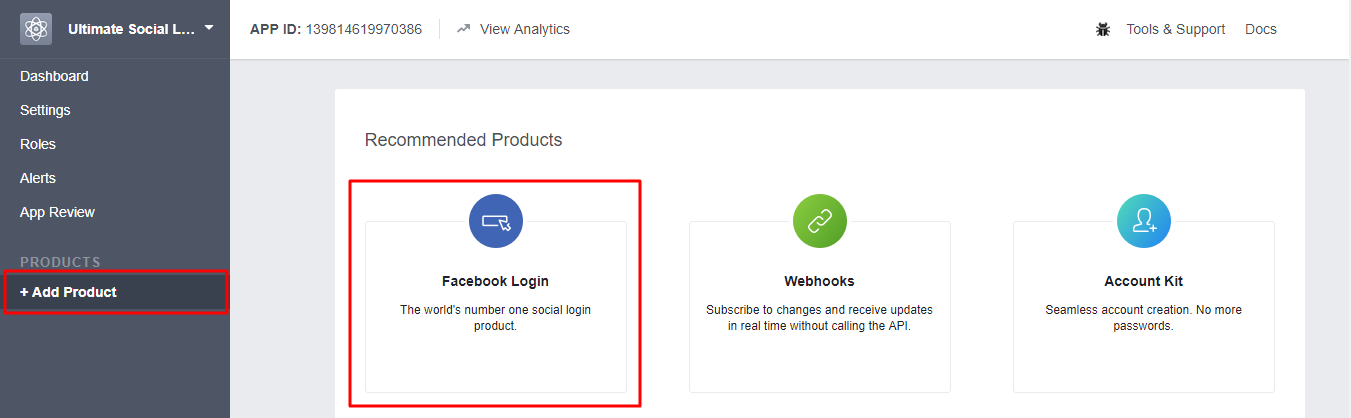 Ultimate Social L...
APP ID: 139814619970386
View Analytics
Tools & Support
Docs
Dashboard
Settings
Roles
Alerts
App Review
PRODUCTS
+ Add Product
Recommended Products
Facebook Login
The world's number one social login
product.
Webhooks
Subscribe to changes and receive updates
in real time without calling the API.
Account Kit
Seamless account creation. No more
passwords.